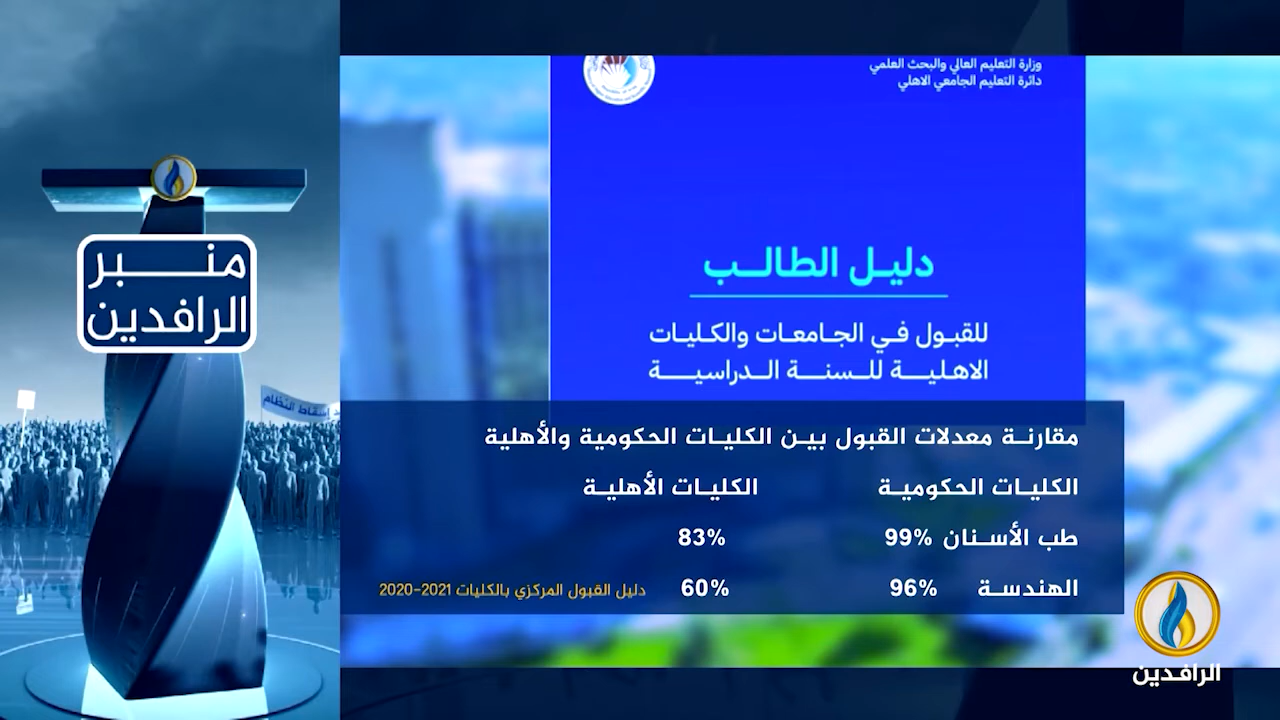 وزارة التعليم العالي والبحث العلمي
دائرة التعليم الجامعي الاهلي
منبر
الرافدين
دليل الطالب
للقبول في الجامعات والكليات
الاهلية للسنة الدراسية
إسقاط النظام
مقارنة معدلات القبول بين الكليات الحكومية والأهلية
الكليات الحكومية الكليات الأهلية
طب الأسنان 99% 83%
الهندسة 96% 60% دليل القبول المركزي بالكليات 2021-2020
الرافدين